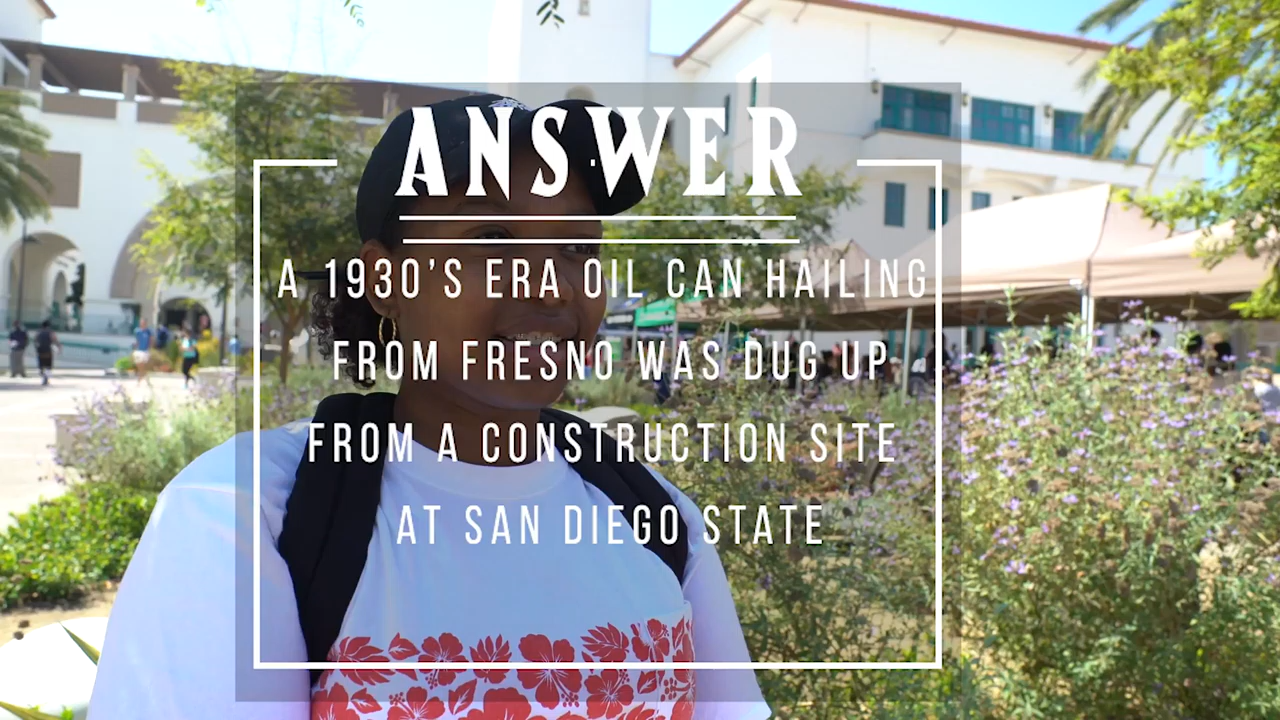 ANSWER
A 1930'S ERA OIL CAN HAILING
FROM FRESNO WAS DUG UP
FROM A CONSTRUCTION SITE
AT SAN DIEGO STATE